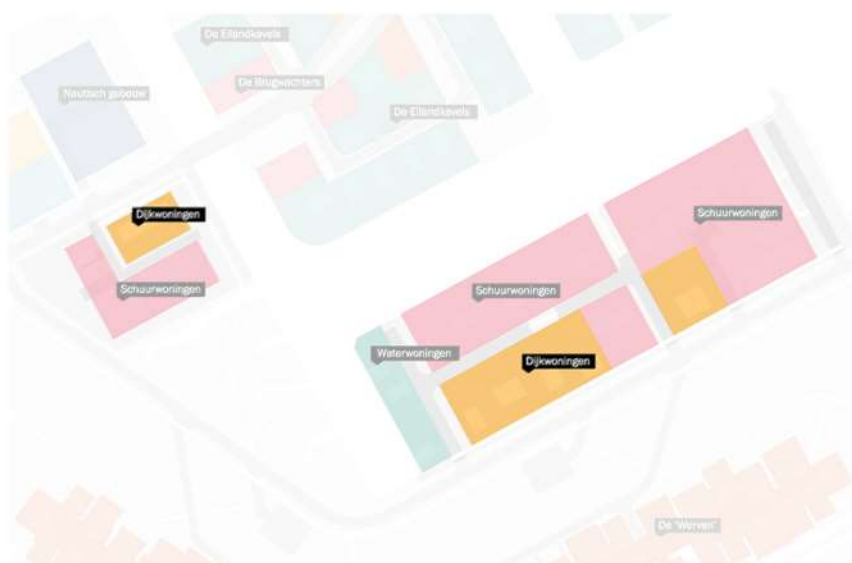 De Eilandkavels
De Brugwachters
Nautisch gebouw
De Eilandkavels
Dijkwoningen
Schuurwoningen
Schuurwoningen
Schuurwoningen
Waterwoningen
Dijkwoningen
De 'Werven'